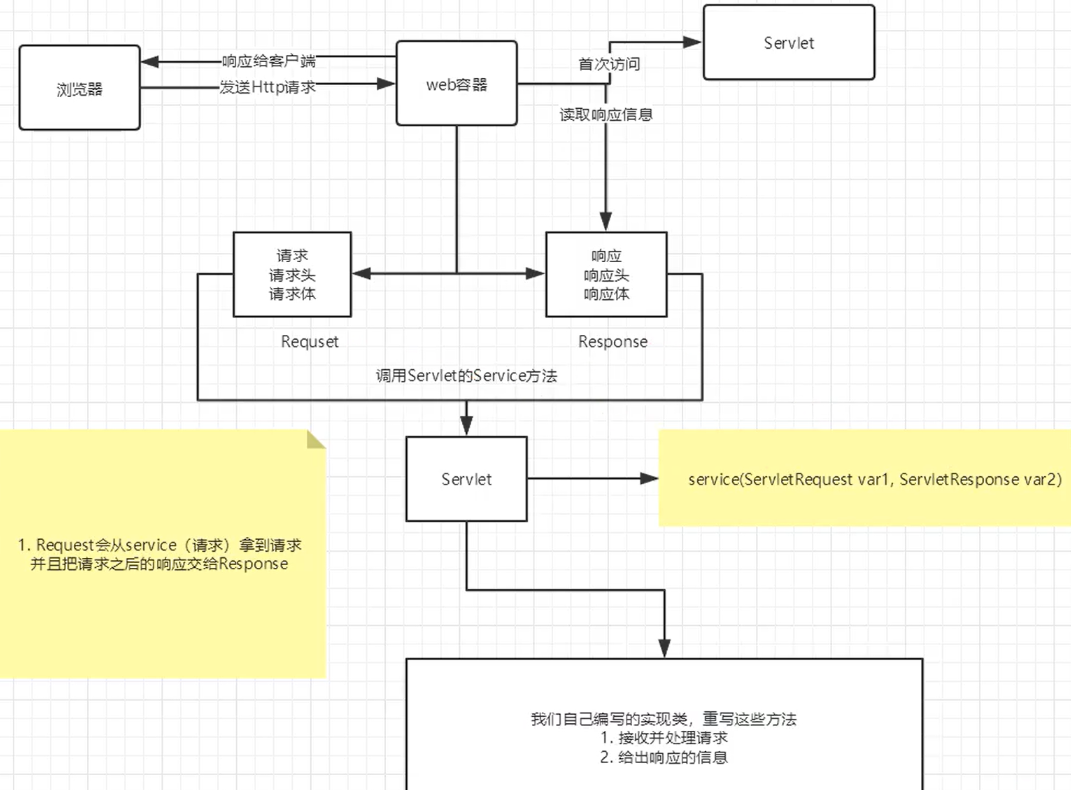 Servlet
响应给客户端
首次访问
浏览器
发送Http请求
web容器
读取响应信息
请求
请求头
请求体
响应
响应头
响应体
Requset
Response
调用Servlet的Service方法
Servlet
service(ServletRequest var1, ServletResponse var2)
1. Request会从service（请求）拿到请求
并且把请求之后的响应交给Response
我们自己编写的实现类，重写这些方法
1. 接收并处理请求
2. 给出响应的信息